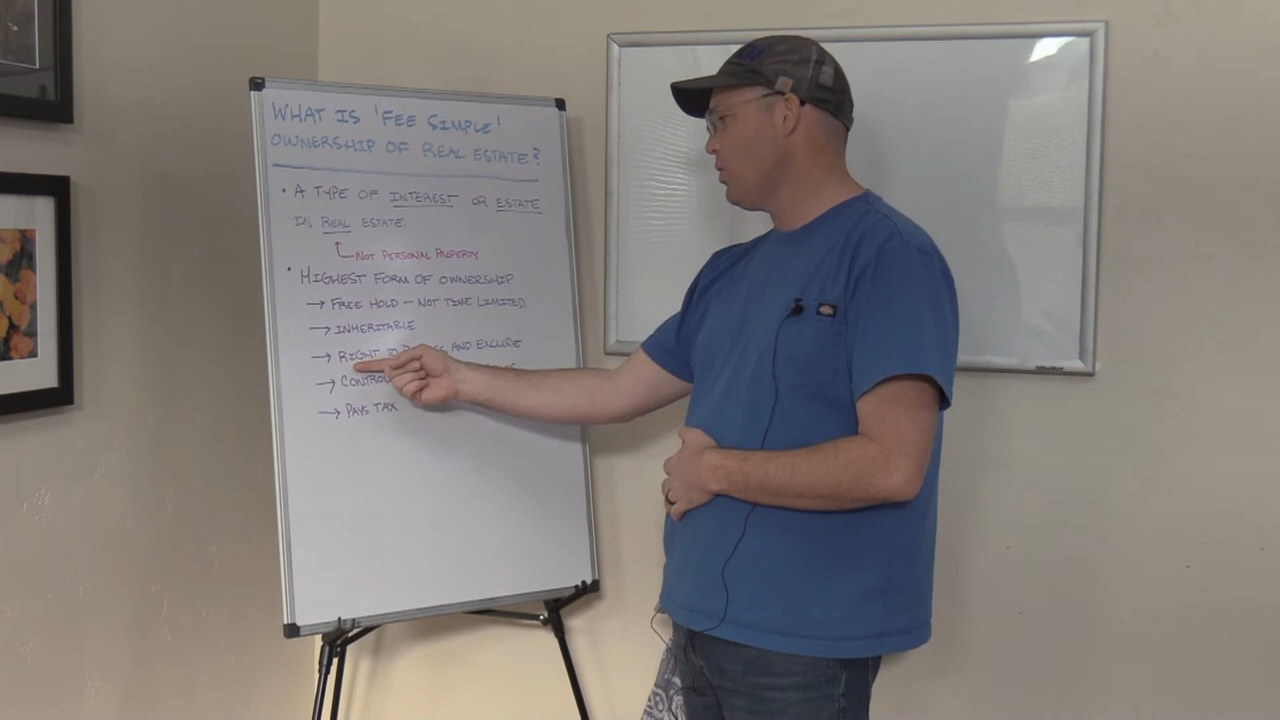 WHAT IS 'FEE SIMPLE'
OWNERSHIP OF REAL ESTATE?
• A TYPE OF INTEREST OR ESTATE
IN REAL ESTATE.
NOT PERSONAL PROPERTY
• HIGHEST FORM OF OWNERSHIP
→ FREE HOLD – NOT TIME LIMITED
→ INHERITABLE
→ RIGHT TO AND EXCLUDE
→ CONTROL
→ PAYS TAX